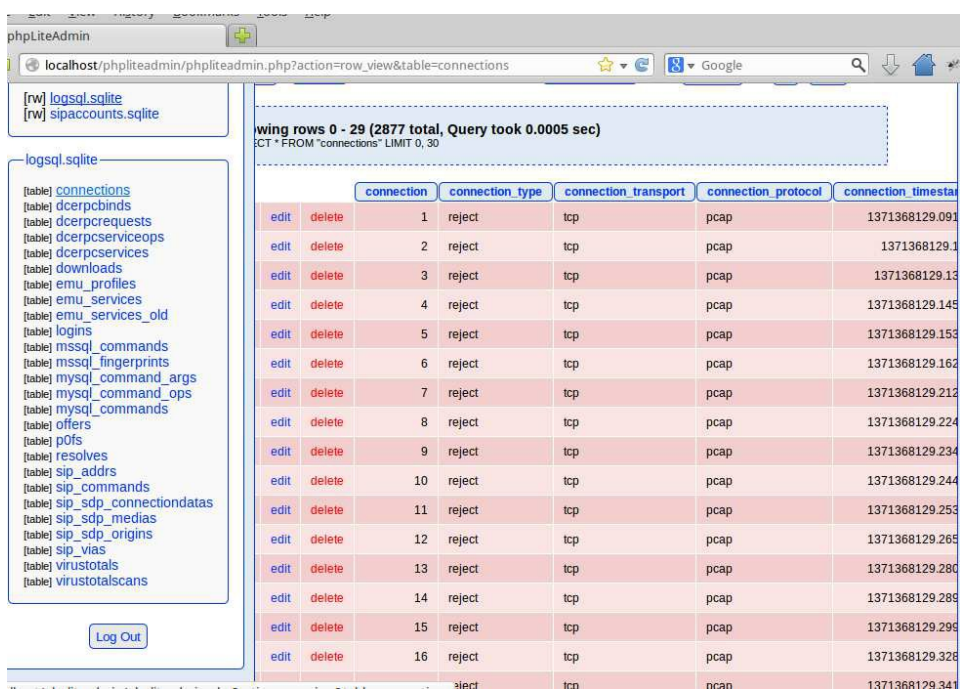 phpLiteAdmin
localhost/phpliteadmin/phpliteadmin.php?action=row_view&table=connections
Google
[rw] logsql.sqlite
[rw] sipaccounts.sqlite
logsql.sqlite
[table] connections
[table] dcerpcbinds
[table] dcerpcrequests
[table] dcerpcserviceops
[table] dcerpcservices
[table] downloads
[table] emu_profiles
[table] emu_services
[table] emu_services_old
[table] logins
[table] mssql_commands
[table] mssql_fingerprints
[table] mysql_command_args
[table] mysql_command_ops
[table] mysql_commands
[table] offers
[table] p0fs
[table] resolves
[table] sip_addrs
[table] sip_commands
[table] sip_sdp_connectiondatas
[table] sip_sdp_medias
[table] sip_sdp_origins
[table] sip_vias
[table] virustotals
[table] virustotalscans
Log Out
wing rows 0 - 29 (2877 total, Query took 0.0005 sec)
ECT * FROM "connections" LIMIT 0, 30
connection connection_type connection_transport connection_protocol connection_timestar
edit delete 1 reject tcp pcap 1371368129.091
edit delete 2 reject tcp pcap 1371368129.1
edit delete 3 reject tcp pcap 1371368129.13
edit delete 4 reject tcp pcap 1371368129.145
edit delete 5 reject tcp pcap 1371368129.153
edit delete 6 reject tcp pcap 1371368129.162
edit delete 7 reject tcp pcap 1371368129.212
edit delete 8 reject tcp pcap 1371368129.224
edit delete 9 reject tcp pcap 1371368129.234
edit delete 10 reject tcp pcap 1371368129.244
edit delete 11 reject tcp pcap 1371368129.253
edit delete 12 reject tcp pcap 1371368129.265
edit delete 13 reject tcp pcap 1371368129.280
edit delete 14 reject tcp pcap 1371368129.289
edit delete 15 reject tcp pcap 1371368129.299
edit delete 16 reject tcp pcap 1371368129.328
eject tcp pcap 1371368129.341